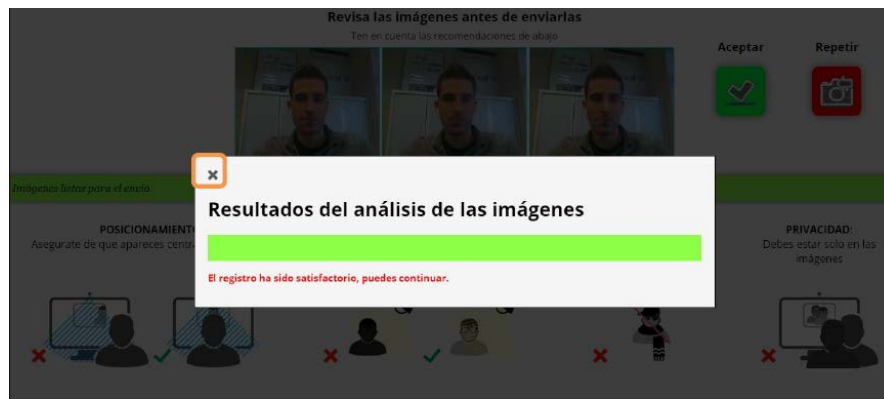 Revisa las imágenes antes de enviarlas
Ten en cuenta las recomendaciones de abajo
Aceptar
Repetir
Imágenes listas para el envío
Resultados del análisis de las imágenes
El registro ha sido satisfactorio, puedes continuar.
POSICIONAMIENTO
Asegurate de que apareces
PRIVACIDAD:
Debes estar solo en las
imágenes